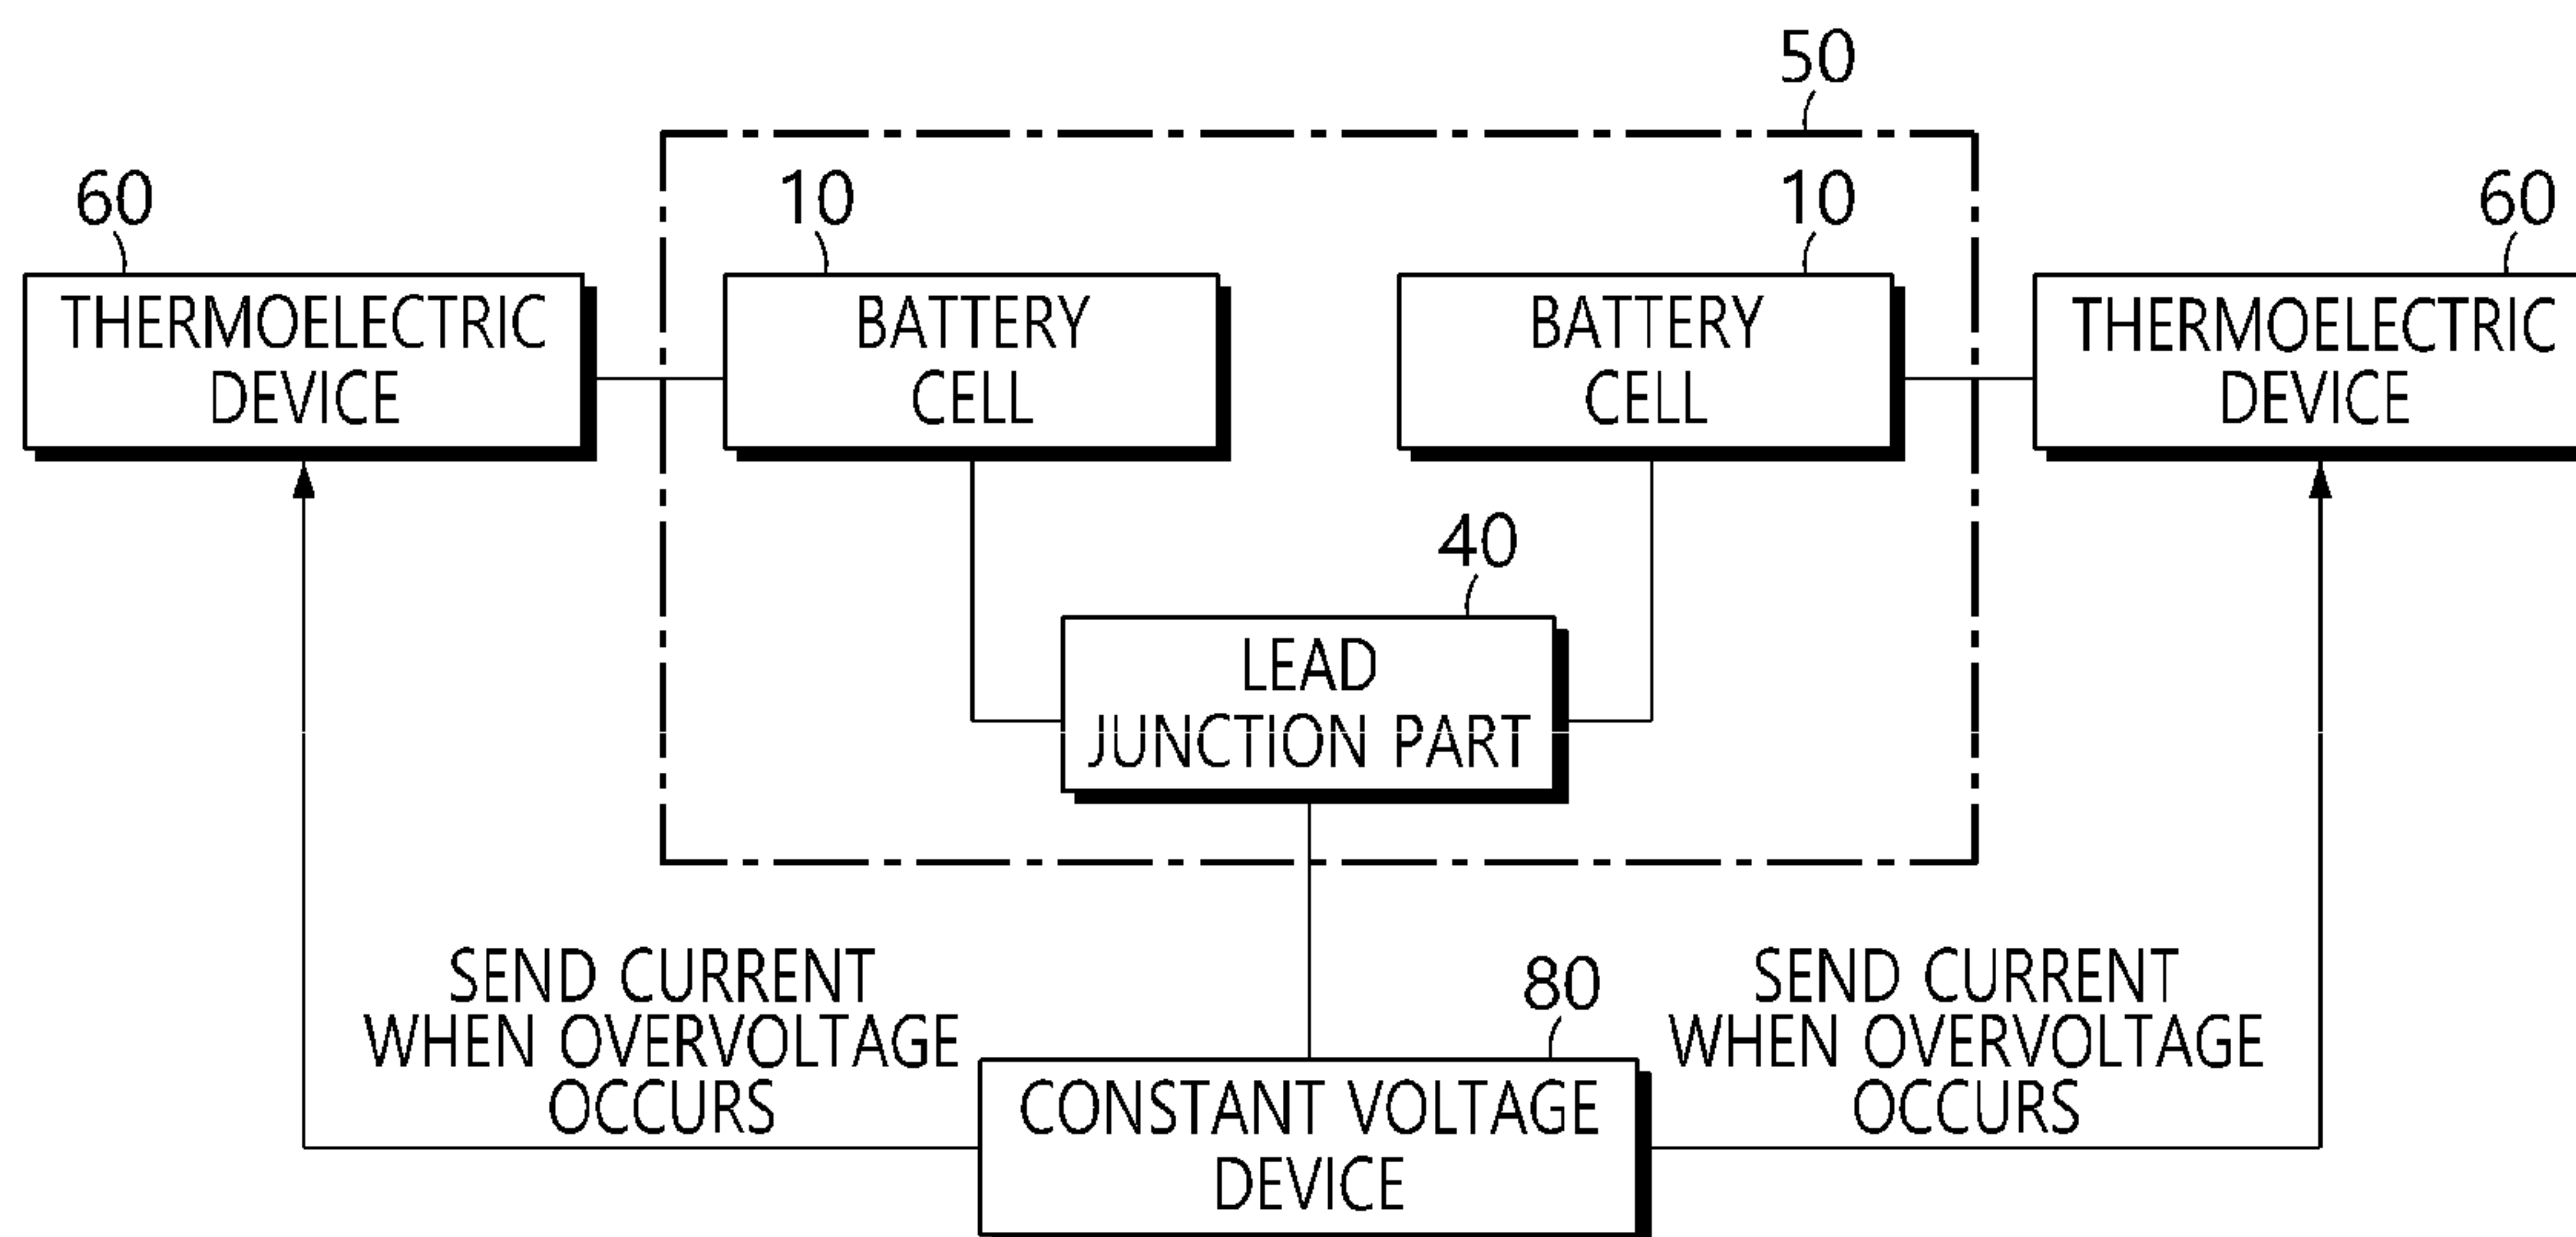 50
60
10
10
60
THERMOELECTRIC
DEVICE
BATTERY
CELL
BATTERY
CELL
THERMOELECTRIC
DEVICE
40
LEAD
JUNCTION PART
SEND CURRENT
WHEN OVERVOLTAGE
OCCURS
80
SEND CURRENT
WHEN OVERVOLTAGE
OCCURS
CONSTANT VOLTAGE
DEVICE